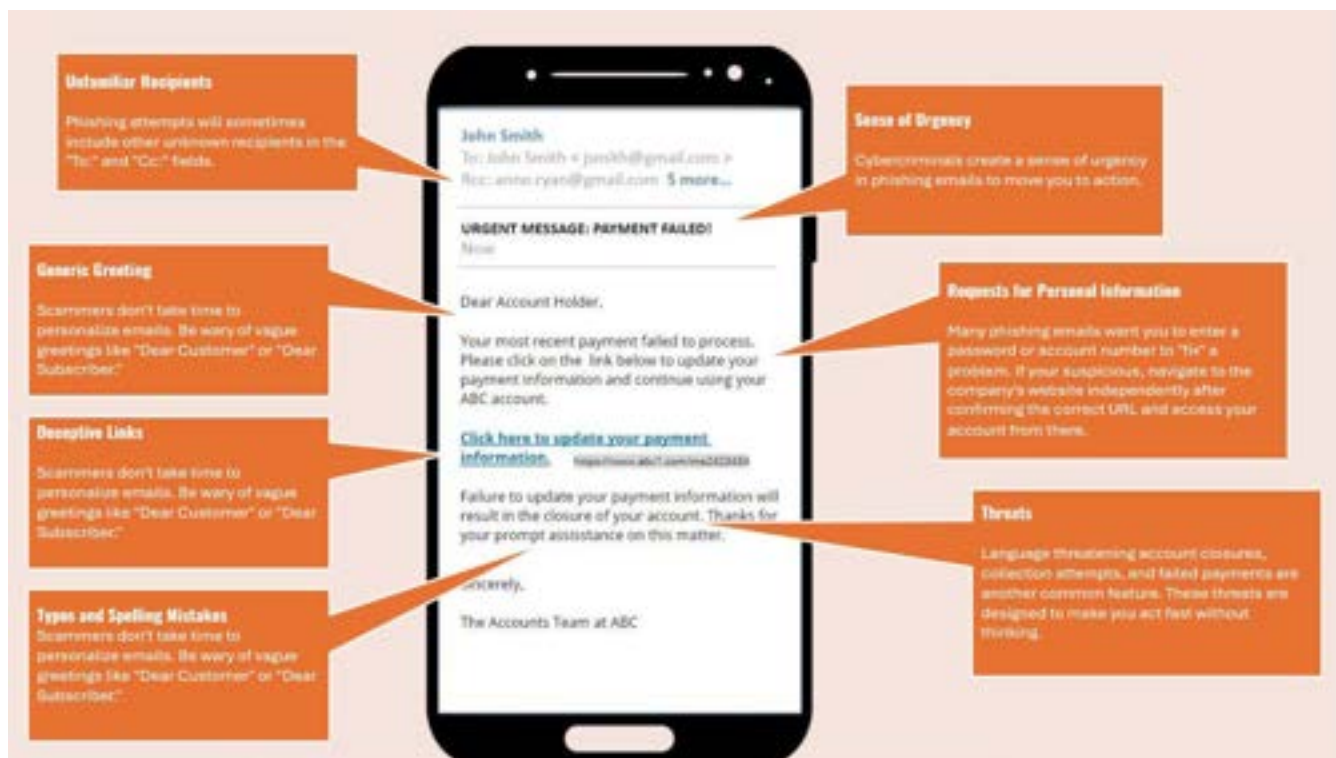 Unfamiliar Recipients
Phishing attempts will sometimes
include other unknown recipients in the
"To:" and "Cc:" fields.
Generic Greeting
Scammers don't take time to
personalize emails. Be wary of vague
greetings like "Dear Customer" or "Dear
Subscriber."
Deceptive Links
Scammers don't take time to
personalize emails. Be wary of vague
greetings like "Dear Customer" or "Dear
Subscriber."
Typos and Spelling Mistakes
Scammers don't take time to
personalize emails. Be wary of vague
greetings like "Dear Customer" or "Dear
Subscriber."
John Smith
To: John Smith < jsmith@gmail.com >
Bcc: anne.ryan@gmail.com 5 more...
URGENT MESSAGE: PAYMENT FAILED!
Now
Dear Account Holder,
Your most recent payment failed to process.
Please click on the link below to update your
payment information and continue using your
ABC account.
Click here to update your payment
information.
Failure to update your payment information will
result in the closure of your account. Thanks for
your prompt assisstance on this matter.
Sincerely,
The Accounts Team at ABC
Sense of Urgency
Cybercriminals create a sense of urgency
in phishing emails to move you to action.
Requests for Personal Information
Many phishing emails want you to enter a
password or account number to "fix" a
problem. If your suspicious, navigate to the
company's website independently after
confirming the correct URL and access your
account from there.
Threats
Language threatening account closures,
collection attempts, and failed payments are
another common feature. These threats are
designed to make you act fast without
thinking.